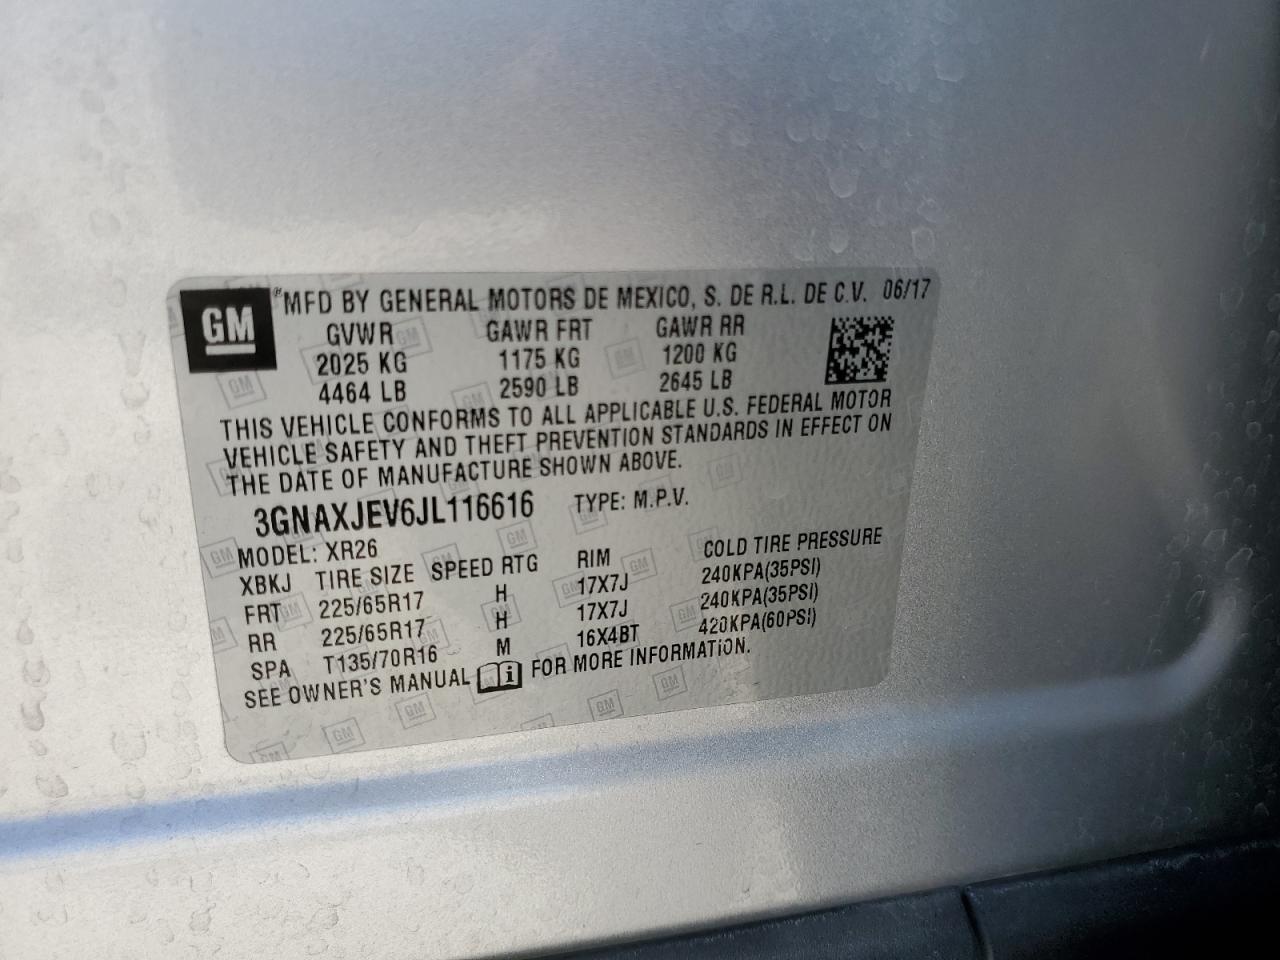 GM ®MFD BY GENERAL MOTORS DE MEXICO, S. DE R.L. DE C.V. 06/17
GVWR GAWR FRT GAWR RR
2025 KG 1175 KG 1200 KG
4464 LB 2590 LB 2645 LB
THIS VEHICLE CONFORMS TO ALL APPLICABLE U.S. FEDERAL MOTOR
VEHICLE SAFETY AND THEFT PREVENTION STANDARDS IN EFFECT ON
THE DATE OF MANUFACTURE SHOWN ABOVE.
3GNAXJEV6JL116616 TYPE: M.P.V.
MODEL: XR26
XBKJ TIRE SIZE SPEED RTG RIM COLD TIRE PRESSURE
FRT 225/65R17 H 17X7J 240KPA(35PSI)
RR 225/65R17 H 17X7J 240KPA(35PSI)
SPA T135/70R16 M 16X4BT 420KPA(60PSI)
SEE OWNER'S MANUAL i FOR MORE INFORMATION.